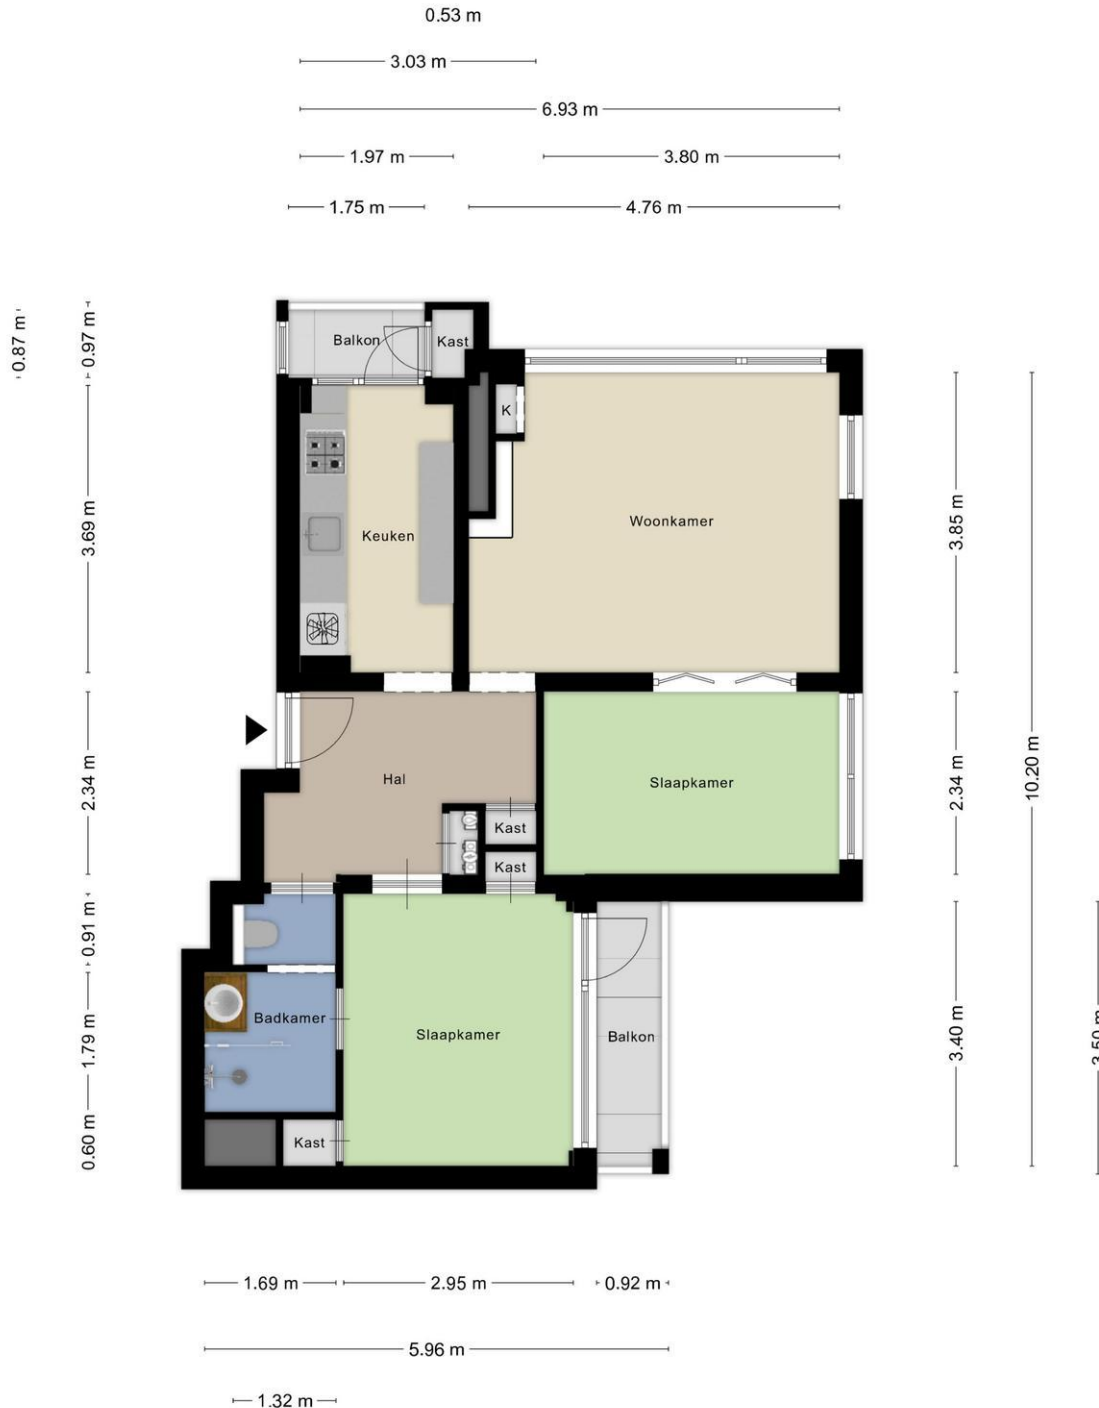 0.53 m
3.03 m
6.93 m
1.97 m
3.80 m
1.75 m
4.76 m
0.87 m
0.97 m
Balkon
Kast
K
3.69 m
Keuken
Woonkamer
3.85 m
2.34 m
Hal
Slaapkamer
2.34 m
10.20 m
Kast
Kast
0.91 m
1.79 m
Badkamer
Slaapkamer
Balkon
3.40 m
3.50 m
0.60 m
Kast
1.69 m
2.95 m
0.92 m
5.96 m
1.32 m